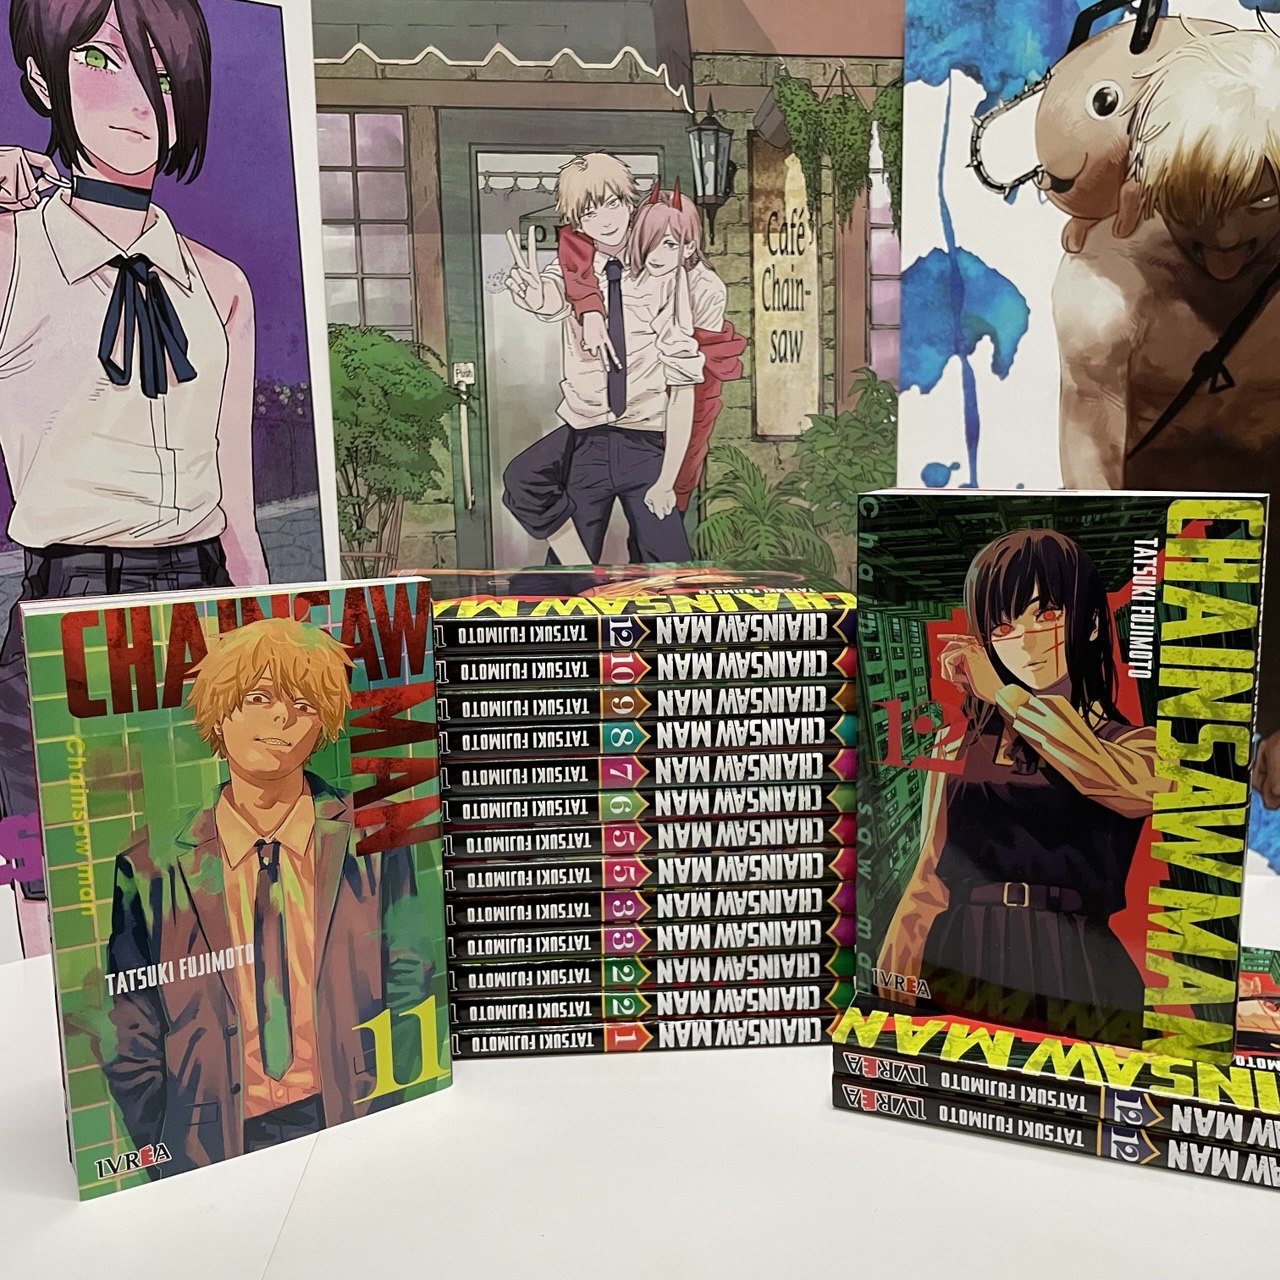 Café
Chain-
saw
Push
CHAINSAW
MAN
Chainsaw man
TATSUKI FUJIMOTO
11
IVREA
CHAINSAW MAN
TATSUKI FUJIMOTO
CHAINSAW MAN 12 TATSUKI FUJIMOTO
CHAINSAW MAN 10 TATSUKI FUJIMOTO
CHAINSAW MAN 9 TATSUKI FUJIMOTO
CHAINSAW MAN 8 TATSUKI FUJIMOTO
CHAINSAW MAN 7 TATSUKI FUJIMOTO
CHAINSAW MAN 6 TATSUKI FUJIMOTO
CHAINSAW MAN 5 TATSUKI FUJIMOTO
CHAINSAW MAN 5 TATSUKI FUJIMOTO
CHAINSAW MAN 3 TATSUKI FUJIMOTO
CHAINSAW MAN 3 TATSUKI FUJIMOTO
CHAINSAW MAN 2 TATSUKI FUJIMOTO
CHAINSAW MAN 2 TATSUKI FUJIMOTO
CHAINSAW MAN 1 TATSUKI FUJIMOTO
Chainsaw man
CHAINSAW MAN
TATSUKI FUJIMOTO
12
IVREA
MAN 12 TATSUKI FUJIMOTO IVREA
MAN 12 TATSUKI FUJIMOTO IVREA